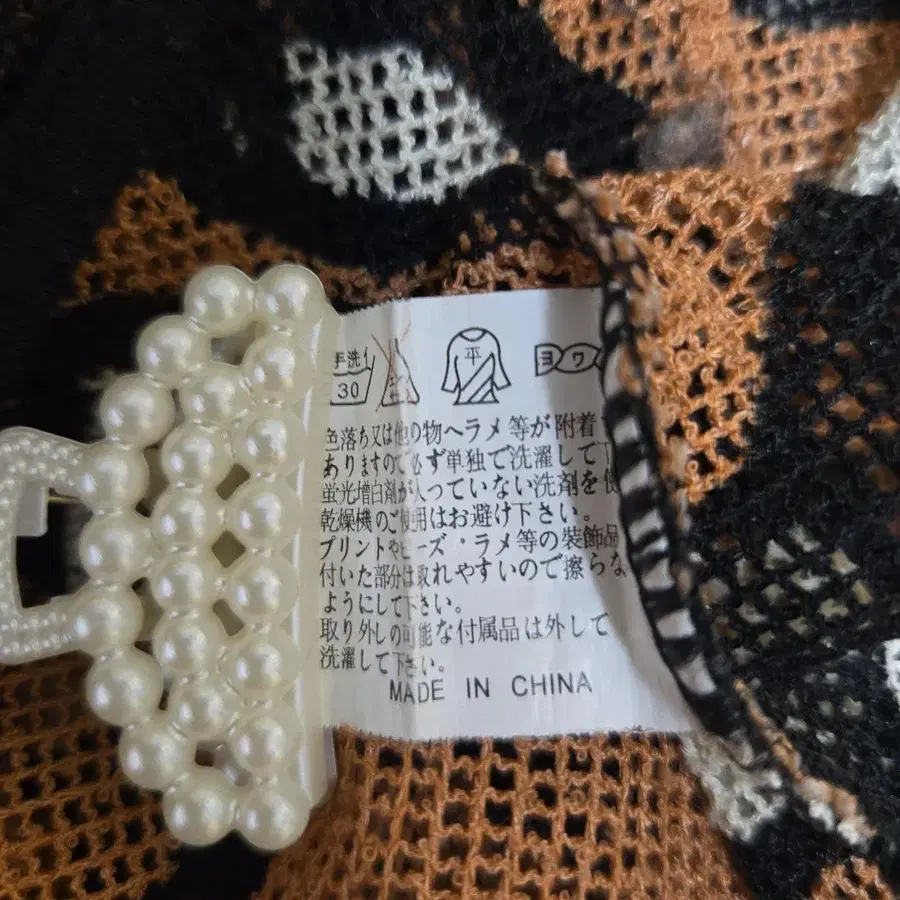 手洗イ
30
平
ヨワ
色落ち又は他の物へラメ等が附着
ありますので必ず単独で洗濯して下
蛍光増白剤が入っていない洗剤を使
乾燥機のご使用はお避け下さい。
プリントやビーズ・ラメ等の装飾品
付いた部分は取れやすいので擦らな
ようにして下さい。
取り外しの可能な付属品は外して
洗濯して下さい。
MADE IN CHINA